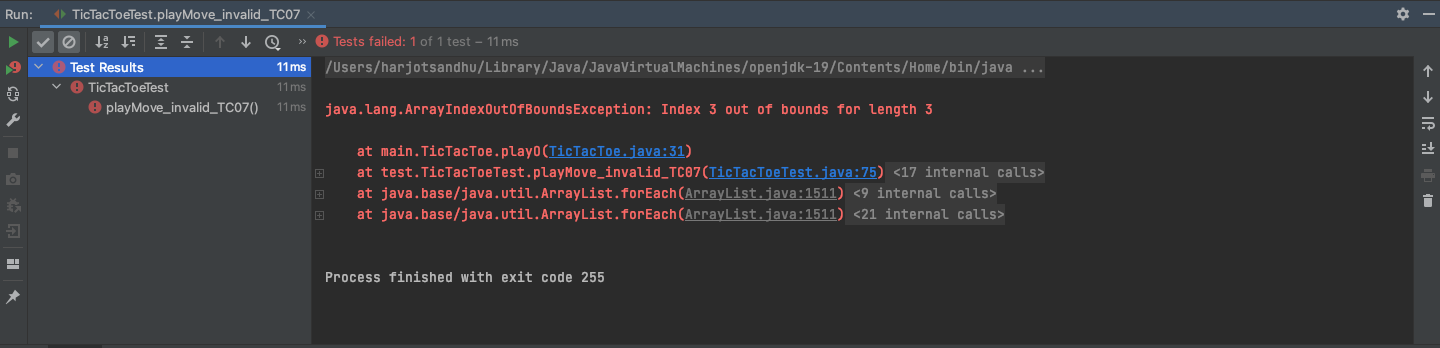 Run: TicTacToeTest.playMove_invalid_TC07
Tests failed: 1 of 1 test – 11 ms
Test Results 11 ms
TicTacToeTest 11 ms
playMove_invalid_TC07() 11 ms
/Users/harjotsandhu/Library/Java/JavaVirtualMachines/openjdk-19/Contents/Home/bin/java ...
java.lang.ArrayIndexOutOfBoundsException: Index 3 out of bounds for length 3
at main.TicTacToe.playO(TicTacToe.java:31)
at test.TicTacToeTest.playMove_invalid_TC07(TicTacToeTest.java:75) <17 internal calls>
at java.base/java.util.ArrayList.forEach(ArrayList.java:1511) <9 internal calls>
at java.base/java.util.ArrayList.forEach(ArrayList.java:1511) <21 internal calls>
Process finished with exit code 255